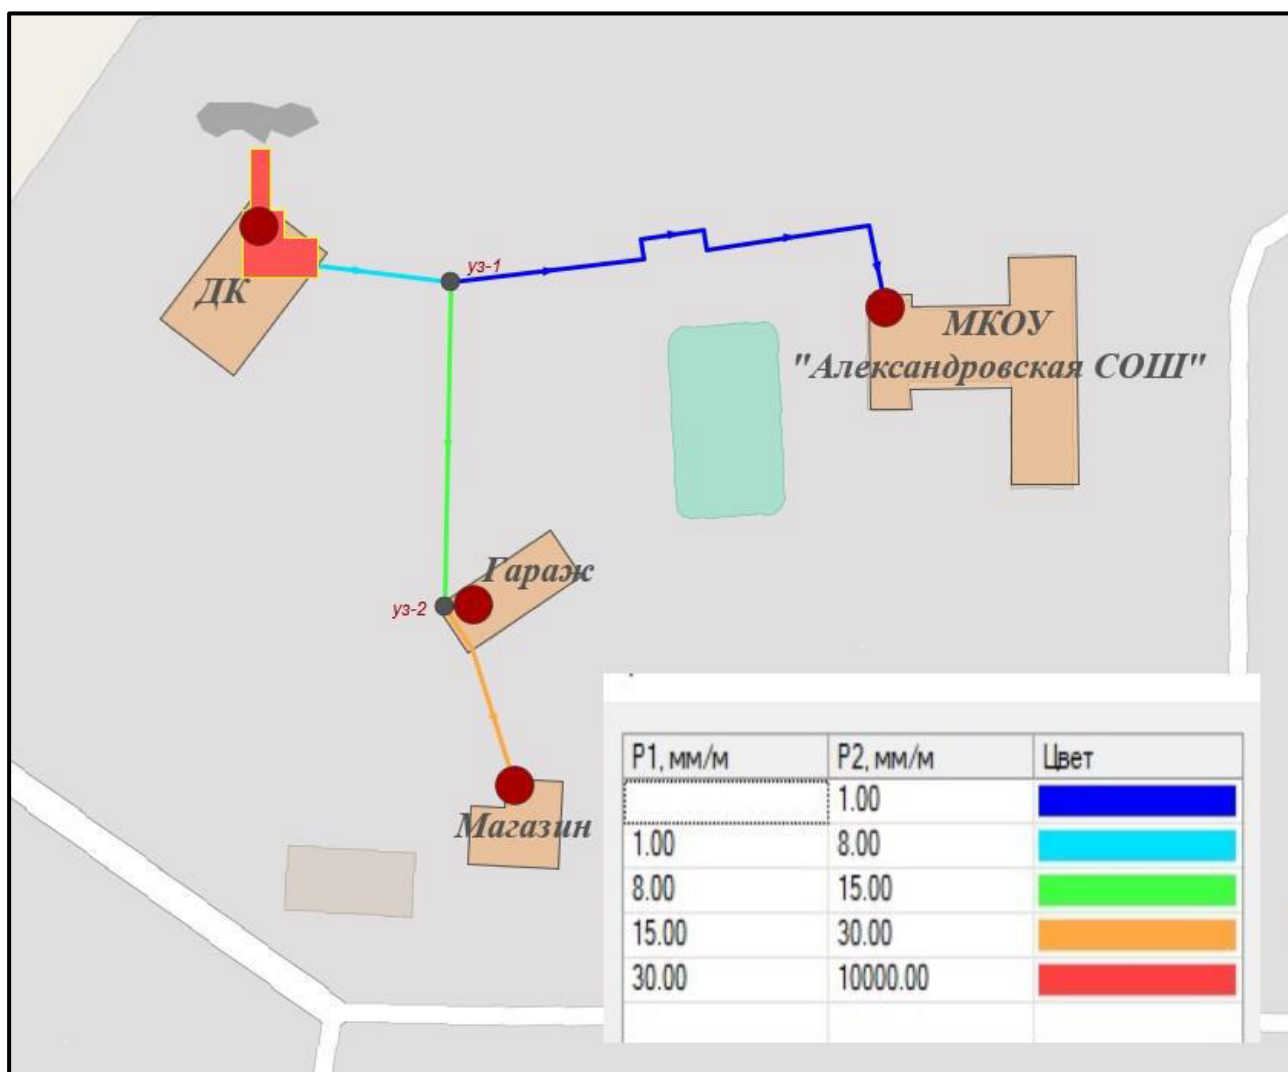 уз-1
ДК
МКОУ
"Александровская СОШ"
Гараж
уз-2
Магазин
P1, мм/м P2, мм/м Цвет
1.00
1.00 8.00
8.00 15.00
15.00 30.00
30.00 10000.00